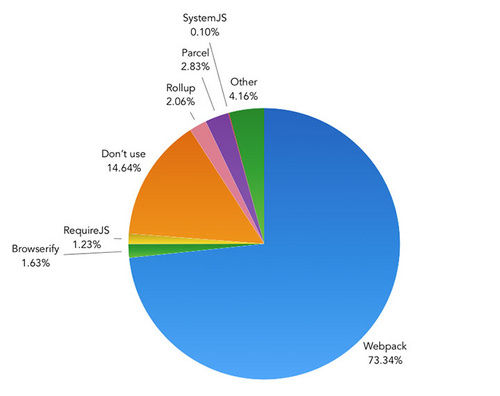 SystemJS
0.10%
Parcel
2.83%
Other
4.16%
Rollup
2.06%
Don't use
14.64%
RequireJS
1.23%
Browserify
1.63%
Webpack
73.34%